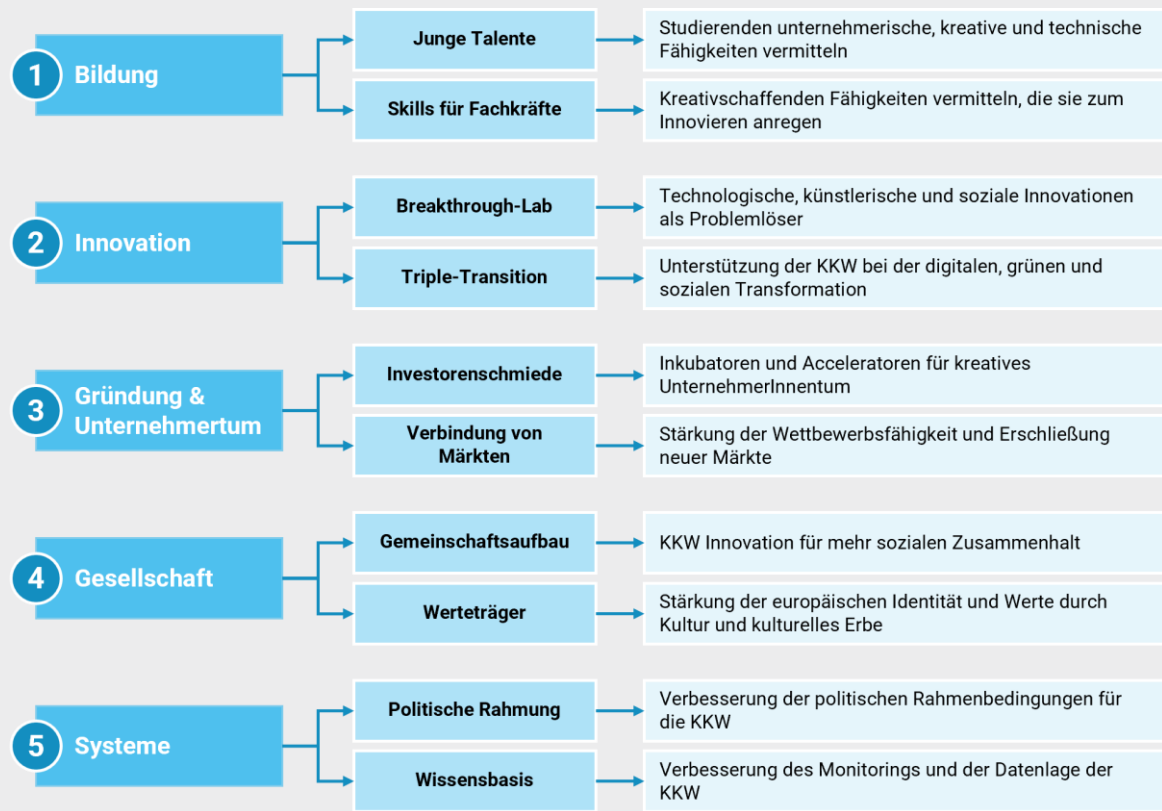 1
Bildung
Junge Talente
Studierenden unternehmerische, kreative und technische
Fähigkeiten vermitteln
Skills für Fachkräfte
Kreativschaffenden Fähigkeiten vermitteln, die sie zum
Innovieren anregen
2
Innovation
Breakthrough-Lab
Technologische, künstlerische und soziale Innovationen
als Problemlöser
Triple-Transition
Unterstützung der KKW bei der digitalen, grünen und
sozialen Transformation
3
Gründung &
Unternehmertum
Investorenschmiede
Inkubatoren und Acceleratoren für kreatives
UnternehmerInnentum
Verbindung von
Märkten
Stärkung der Wettbewerbsfähigkeit und Erschließung
neuer Märkte
4
Gesellschaft
Gemeinschaftsaufbau
KKW Innovation für mehr sozialen Zusammenhalt
Werteträger
Stärkung der europäischen Identität und Werte durch
Kultur und kulturelles Erbe
5
Systeme
Politische Rahmung
Verbesserung der politischen Rahmenbedingungen für
die KKW
Wissensbasis
Verbesserung des Monitorings und der Datenlage der
KKW